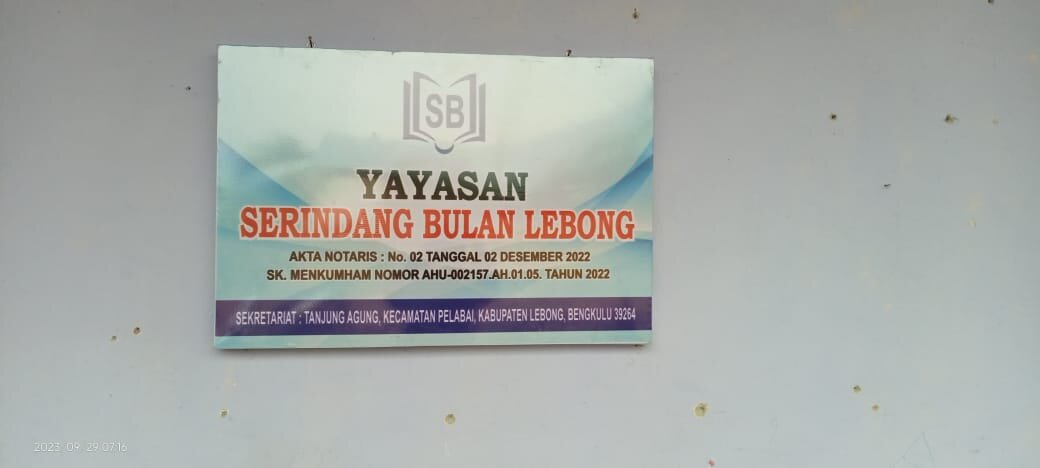 SB
YAYASAN
SERINDANG BULAN LEBONG
AKTA NOTARIS : No. 02 TANGGAL 02 DESEMBER 2022
SK. MENKUMHAM NOMOR AHU-002157.AH.01.05. TAHUN 2022
SEKRETARIAT : TANJUNG AGUNG, KECAMATAN PELABAI, KABUPATEN LEBONG, BENGKULU 39264
2023 09 29 07:16